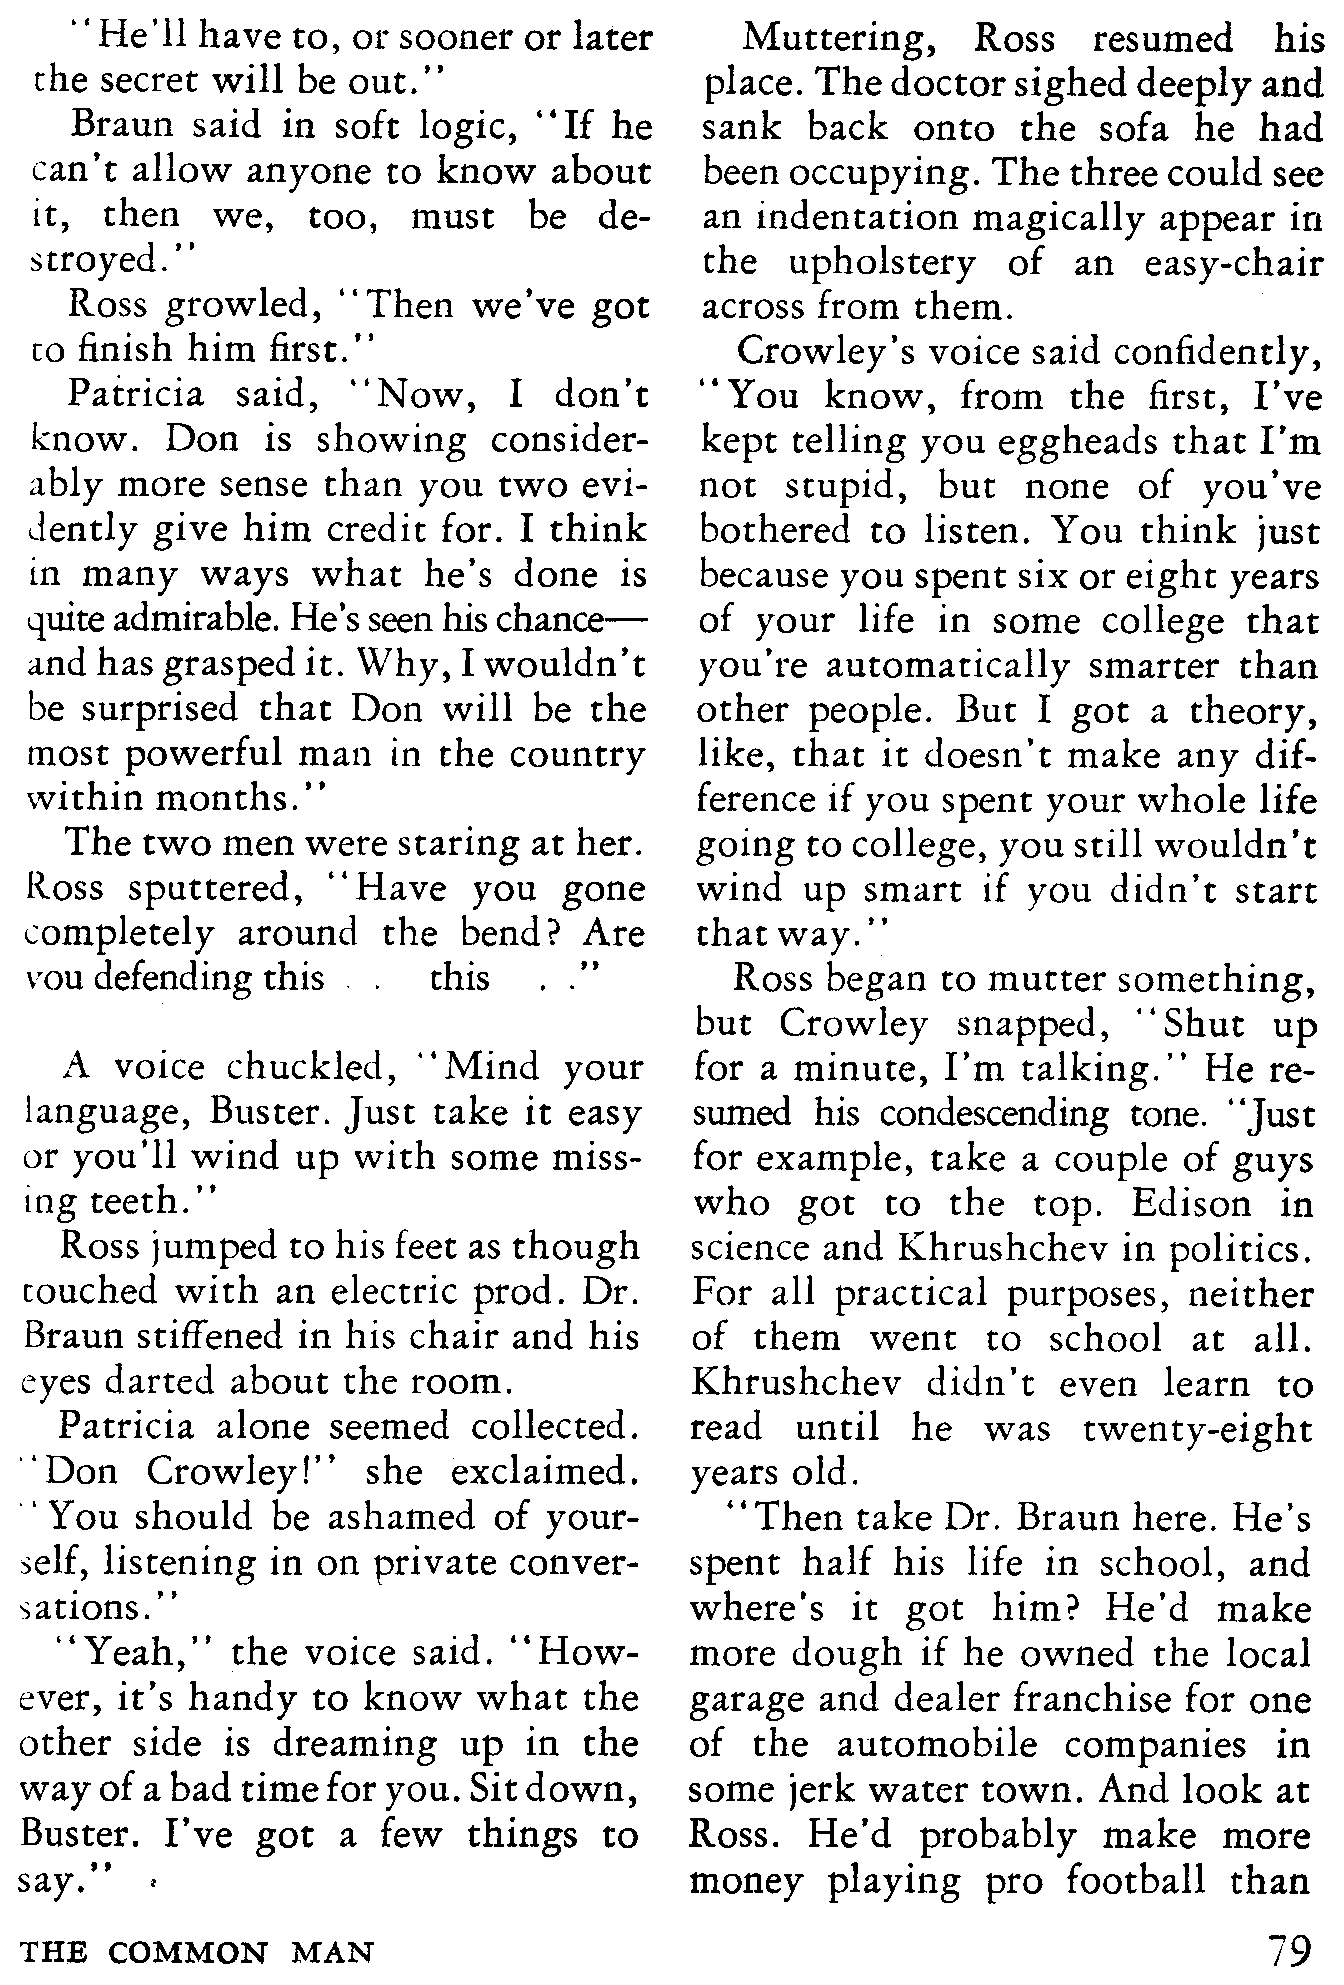 "He'll have to, or sooner or later
the secret will be out."
Braun said in soft logic, "If he
can't allow anyone to know about
it, then we, too, must be de-
stroyed."
Ross growled, "Then we've got
to finish him first."
Patricia said, "Now, I don't
know. Don is showing consider-
ably more sense than you two evi-
dently give him credit for. I think
in many ways what he's done is
quite admirable. He's seen his chance—
and has grasped it. Why, I wouldn't
be surprised that Don will be the
most powerful man in the country
within months."
The two men were staring at her.
Ross sputtered, "Have you gone
completely around the bend? Are
you defending this . . this . ."
A voice chuckled, "Mind your
language, Buster. Just take it easy
or you'll wind up with some miss-
ing teeth."
Ross jumped to his feet as though
touched with an electric prod. Dr.
Braun stiffened in his chair and his
eyes darted about the room.
Patricia alone seemed collected.
"Don Crowley!" she exclaimed.
"You should be ashamed of your-
self, listening in on private conver-
sations."
"Yeah," the voice said. "How-
ever, it's handy to know what the
other side is dreaming up in the
way of a bad time for you. Sit down,
Buster. I've got a few things to
say."
Muttering, Ross resumed his
place. The doctor sighed deeply and
sank back onto the sofa he had
been occupying. The three could see
an indentation magically appear in
the upholstery of an easy-chair
across from them.
Crowley's voice said confidently,
"You know, from the first, I've
kept telling you eggheads that I'm
not stupid, but none of you've
bothered to listen. You think just
because you spent six or eight years
of your life in some college that
you're automatically smarter than
other people. But I got a theory,
like, that it doesn't make any dif-
ference if you spent your whole life
going to college, you still wouldn't
wind up smart if you didn't start
that way."
Ross began to mutter something,
but Crowley snapped, "Shut up
for a minute, I'm talking." He re-
sumed his condescending tone. "Just
for example, take a couple of guys
who got to the top. Edison in
science and Khrushchev in politics.
For all practical purposes, neither
of them went to school at all.
Khrushchev didn't even learn to
read until he was twenty-eight
years old.
"Then take Dr. Braun here. He's
spent half his life in school, and
where's it got him? He'd make
more dough if he owned the local
garage and dealer franchise for one
of the automobile companies in
some jerk water town. And look at
Ross. He'd probably make more
money playing pro football than
THE COMMON MAN
79